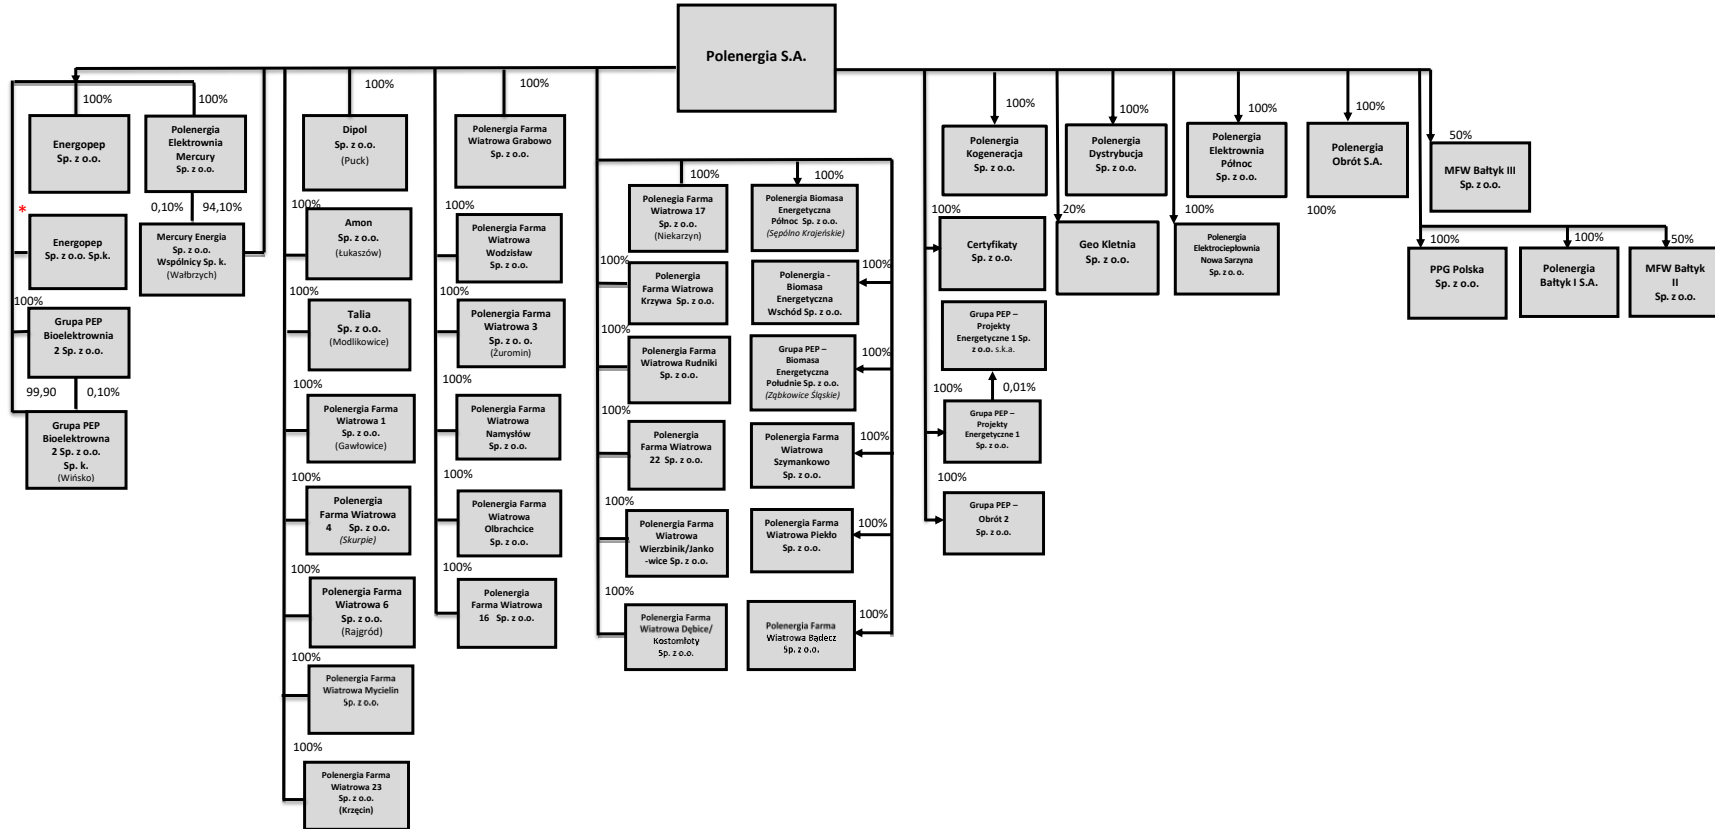 Polenergia S.A.
100%
100%
100%
100%
100%
100%
100%
100%
100%
50%
Energopep
Sp. z o.o.
Polenergia
Elektrownia
Mercury
Sp. z o.o.
Dipol
Sp. z o.o.
(Puck)
Polenergia Farma
Wiatrowa Grabowo
Sp. z o.o.
Polenergia
Kogeneracja
Sp. z o.o.
Polenergia
Dystrybucja
Sp. z o.o.
Polenergia
Elektrownia
Północ
Sp. z o.o.
Polenergia
Obrót S.A.
MFW Bałtyk III
Sp. z o.o.
*
0,10%
94,10%
100%
100%
100%
100%
100%
20%
100%
100%
Energopep
Sp. z o.o. Sp.k.
Mercury Energia
Sp. z o.o.
Wspólnicy Sp. k.
(Wałbrzych)
Amon
Sp. z o.o.
(Łukaszów)
Polenergia Farma
Wiatrowa
Wodzisław
Sp. z o.o.
Polenegia Farma
Wiatrowa 17
Sp. z o.o.
(Niekarzyn)
Polenergia Biomasa
Energetyczna
Północ Sp. z o.o.
(Sępólno Krajeńskie)
Certyfikaty
Sp. z o.o.
Geo Kletnia
Sp. z o.o.
Polenergia
Elektrociepłownia
Nowa Sarzyna
Sp. z o. o.
100%
100%
50%
PPG Polska
Sp. z o.o.
Polenergia
Bałtyk I S.A.
MFW Bałtyk
II
Sp. z o.o.
100%
100%
100%
100%
100%
Grupa PEP
Bioelektrownia
2 Sp. z o.o.
Talia
Sp. z o.o.
(Modlikowice)
Polenergia Farma
Wiatrowa 3
Sp. z o. o.
(Żuromin)
Polenergia
Farma Wiatrowa
Krzywa Sp. z o.o.
Polenergia -
Biomasa
Energetyczna
Wschód Sp. z o.o.
Grupa PEP –
Projekty
Energetyczne 1 Sp.
z o.o. s.k.a.
99,90
0,10%
100%
100%
100%
100%
100%
0,01%
Grupa PEP
Bioelektrowna
2 Sp. z o.o.
Sp. k.
(Wińsko)
Polenergia Farma
Wiatrowa 1
Sp. z o.o.
(Gawłowice)
Polenergia Farma
Wiatrowa
Namysłów
Sp. z o.o.
Polenergia Farma
Wiatrowa Rudniki
Sp. z o.o.
Grupa PEP –
Biomasa
Energetyczna
Południe Sp. z o.o.
(Ząbkowice Śląskie)
Grupa PEP –
Projekty
Energetyczne 1
Sp. z o.o.
100%
100%
100%
100%
100%
Polenergia
Farma Wiatrowa
4 Sp. z o.o.
(Skurpie)
Polenergia Farma
Wiatrowa
Olbrachcice
Sp. z o.o.
Polenergia
Farma Wiatrowa
22 Sp. z o.o.
Polenergia Farma
Wiatrowa
Szymankowo
Sp. z o.o.
Grupa PEP –
Obrót 2
Sp. z o.o.
100%
100%
100%
100%
Polenergia Farma
Wiatrowa 6
Sp. z o.o.
(Rajgród)
Polenergia
Farma Wiatrowa
16 Sp. z o.o.
Polenergia Farma
Wiatrowa
Wierzbinik/Janko
-wice Sp. z o.o.
Polenergia Farma
Wiatrowa Piekło
Sp. z o.o.
100%
100%
100%
Polenergia Farma
Wiatrowa Mycielin
Sp. z o.o.
Polenergia Farma
Wiatrowa Dębice/
Kostomłoty
Sp. z o.o.
Polenergia Farma
Wiatrowa Bądecz
Sp. z o.o.
100%
Polenergia Farma
Wiatrowa 23
Sp. z o.o.
(Krzęcin)